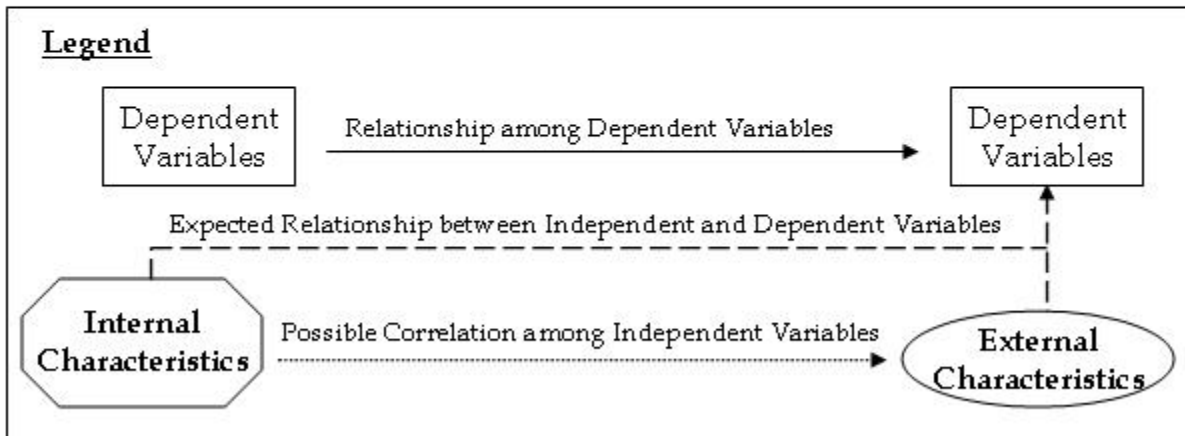 Legend
Dependent
Variables
Relationship among Dependent Variables
Dependent
Variables
Expected Relationship between Independent and Dependent Variables
Internal
Characteristics
Possible Correlation among Independent Variables
External
Characteristics